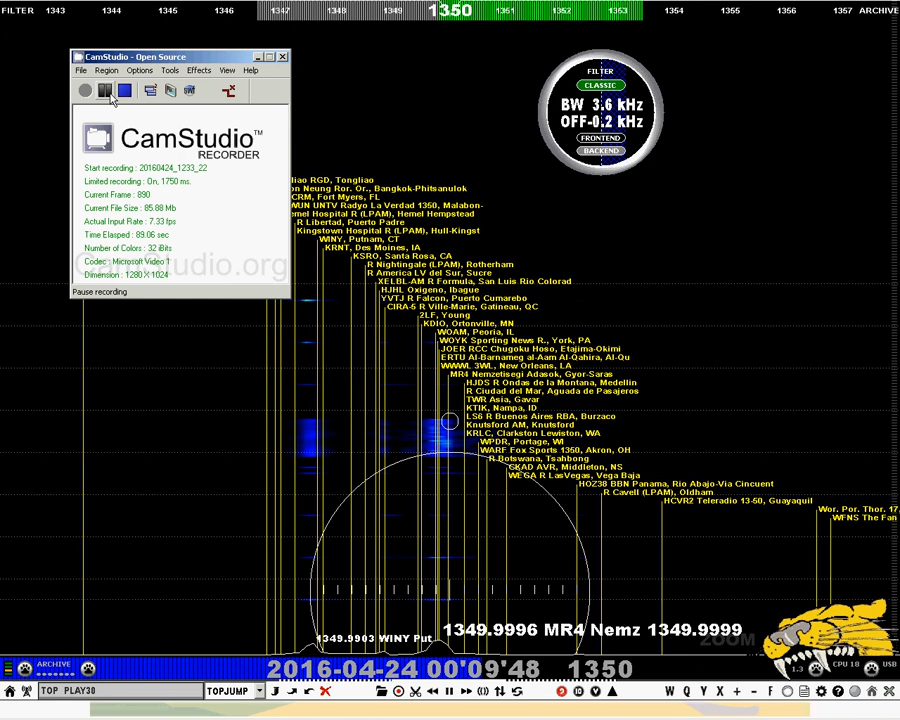 FILTER 1343 1344 1345 1346 1347 1348 1349 1350 1351 1352 1353 1354 1355 1356 1357 ARCHIVE
CamStudio - Open Source
File Region Options Tools Effects View Help
CamStudio™
RECORDER
Start recording : 20160424_1233_22
Limited recording : On, 1750 ms.
Current Frame : 890
Current File Size : 85.88 Mb
Actual Input Rate : 7.33 fps
Time Elasped : 89.06 sec
Number of Colors : 32 Bits
Codec : Microsoft Video 1
Dimension : 1280 X 1024
CamStudio.org
Pause recording
FILTER
CLASSIC
BW 3.6 kHz
OFF-0.2 kHz
FRONTEND
BACKEND
liao RGD, Tongliao
on Neung Ror. Or., Bangkok-Phitsanulok
CRM, Fort Myers, FL
WUN UNTV Radyo La Verdad 1350, Malabon-
emel Hospital R (LPAM), Hemel Hempstead
R Libertad, Puerto Padre
Kingstown Hospital R (LPAM), Hull-Kingst
WINY, Putnam, CT
KRNT, Des Moines, IA
KSRO, Santa Rosa, CA
R Nightingale (LPAM), Rotherham
R America LV del Sur, Sucre
XELBL-AM R Formula, San Luis Rio Colorad
HJHL Oxigeno, Ibague
YVTJ R Falcon, Puerto Cumarebo
CIRA-5 R Ville-Marie, Gatineau, QC
2LF, Young
KDIO, Ortonville, MN
WOAM, Peoria, IL
WOYK Sporting News R., York, PA
JOER RCC Chugoku Hoso, Etajima-Okimi
ERTU Al-Barnameg al-Aam Al-Qahira, Al-Qu
WWWL 3WL, New Orleans, LA
MR4 Nemzetisegi Adasok, Gyor-Saras
HJDS R Ondas de la Montana, Medellin
R Ciudad del Mar, Aguada de Pasajeros
TWR Asia, Gavar
KTIK, Nampa, ID
LS6 R Buenos Aires RBA, Burzaco
Knutsford AM, Knutsford
KRLC, Clarkston Lewiston, WA
WPDR, Portage, WI
WARF Fox Sports 1350, Akron, OH
R Botswana, Tsabong
CKAD AVR, Middleton, NS
WEGA R LasVegas, Vega Baja
HOZ38 BBN Panama, Rio Abajo-Via Cincuent
R Cavell (LPAM), Oldham
HCVR2 Teleradio 13-50, Guayaquil
Wor. Por. Thor. 17,
WFNS The Fan
1349.9903 WINY Put 1349.9996 MR4 Nemz 1349.9999
ZOOM
ARCHIVE 2016-04-24 00'09'48 1350 1.3 CPU 18 USB
TOP PLAY30 TOPJUMP W Q Y X + - F